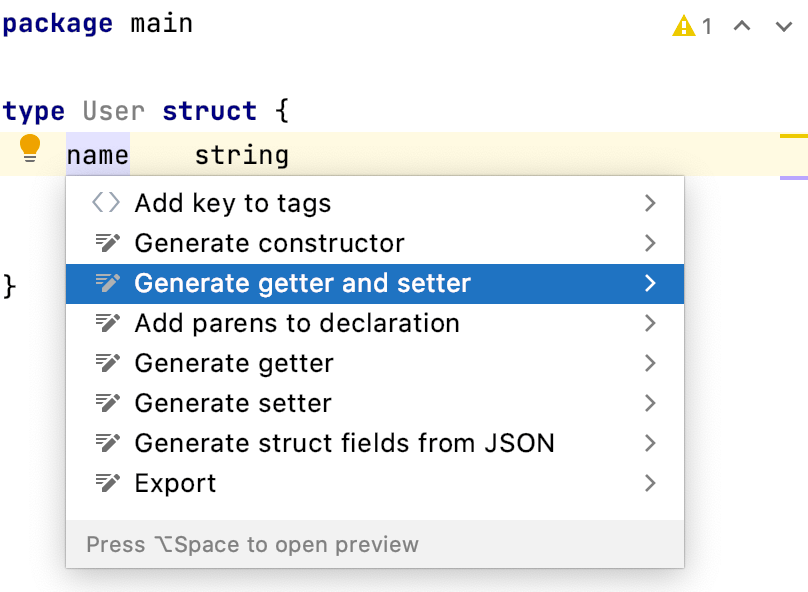 package main
1
type User struct {
name    string
Add key to tags
Generate constructor
Generate getter and setter
}
Add parens to declaration
Generate getter
Generate setter
Generate struct fields from JSON
Export
Press ⌥Space to open preview